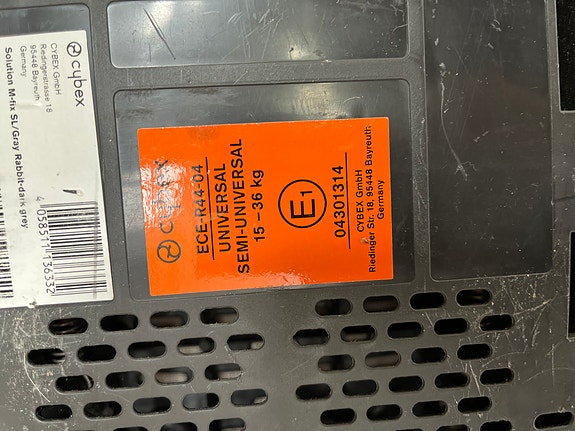 cybex
CYBEX GmbH
Riedingerstrasse 18
95448 Bayreuth
Germany
Solution M-fix SL/Gray Rabbit-dark grey
4 058511 136332
cybex
ECE-R44-04
UNIVERSAL
SEMI-UNIVERSAL
15 – 36 kg
E1
04301314
CYBEX GmbH
Riedinger Str. 18, 95448 Bayreuth
Germany